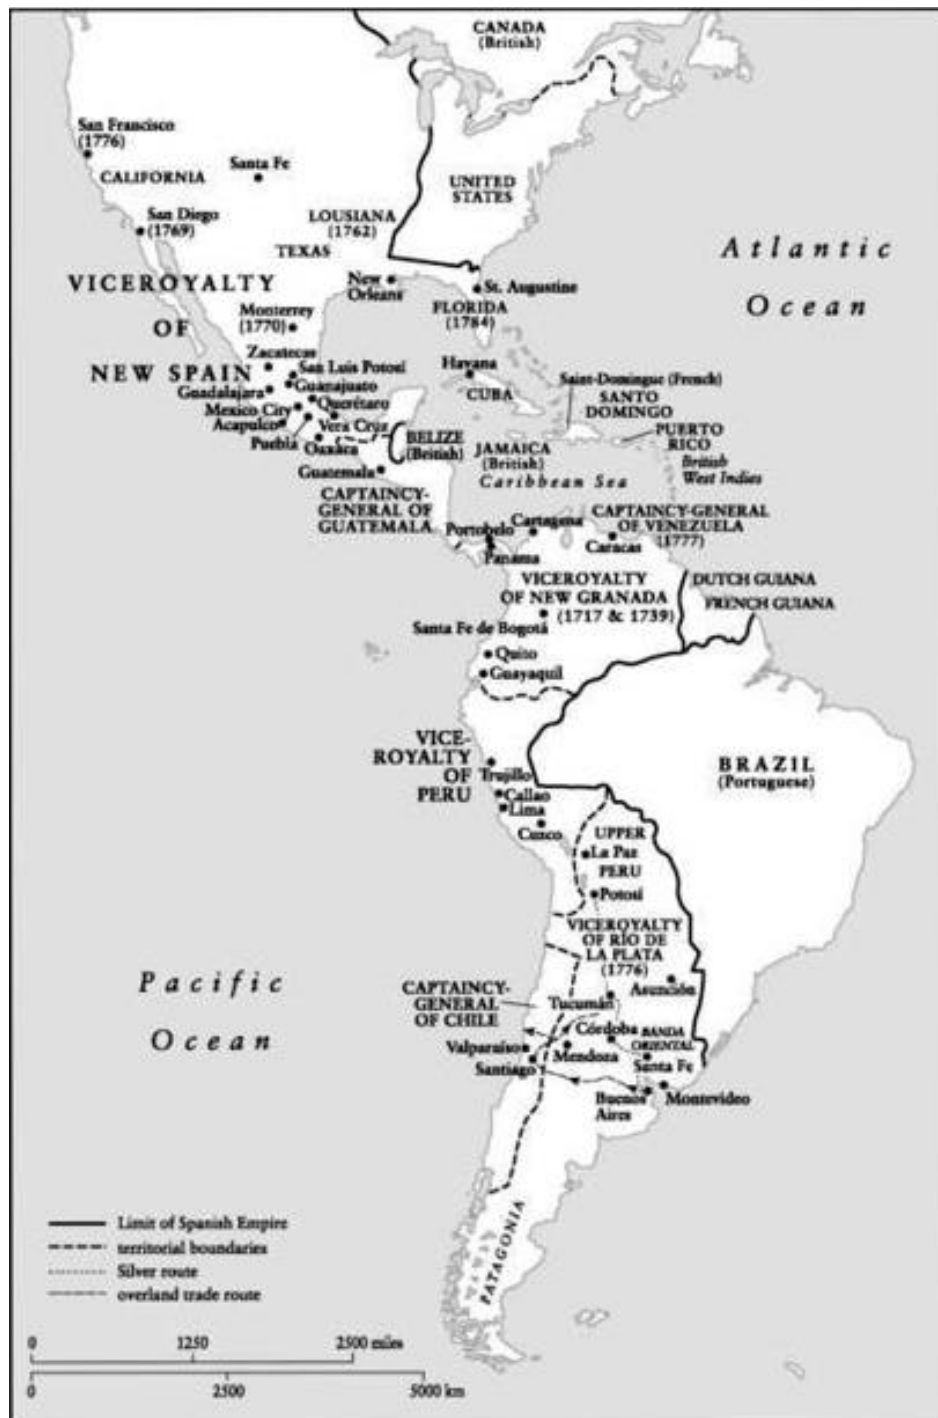 CANADA
(British)
San Francisco
(1776)
CALIFORNIA
Santa Fe
UNITED
STATES
San Diego
(1769)
LOUSIANA
(1762)
TEXAS
Atlantic
Ocean
VICEROYALTY
OF
NEW SPAIN
New
Orleans
St. Augustine
FLORIDA
(1784)
Monterrey
(1770)
Zacatecas
San Luis Potosí
Guanajuato
Guadalajara
Querétaro
Mexico City
Acapulco
Vera Cruz
Puebla
Oaxaca
Havana
CUBA
Saint-Domingue (French)
SANTO
DOMINGO
PUERTO
RICO
BELIZE
(British)
JAMAICA
(British)
British
West Indies
Caribbean Sea
Guatemala
CAPTAINCY-
GENERAL OF
GUATEMALA
Portobelo
Cartagena
CAPTAINCY-GENERAL
OF VENEZUELA
(1777)
Caracas
Panama
VICEROYALTY
OF NEW GRANADA
(1717 & 1739)
DUTCH GUIANA
FRENCH GUIANA
Santa Fe de Bogotá
Quito
Guayaquil
VICE-
ROYALTY
OF
PERU
Trujillo
Callao
Lima
Cuzco
BRAZIL
(Portuguese)
UPPER
La Paz
PERU
Potosí
VICEROYALTY
OF RÍO DE
LA PLATA
(1776)
Asunción
Pacific
Ocean
CAPTAINCY-
GENERAL
OF CHILE
Tucumán
Córdoba
BANDA
ORIENTAL
Valparaíso
Mendoza
Santiago
Santa Fe
Buenos
Aires
Montevideo
PATAGONIA
Limit of Spanish Empire
territorial boundaries
Silver route
overland trade route
0 1250 2500 miles
0 2500 5000 km